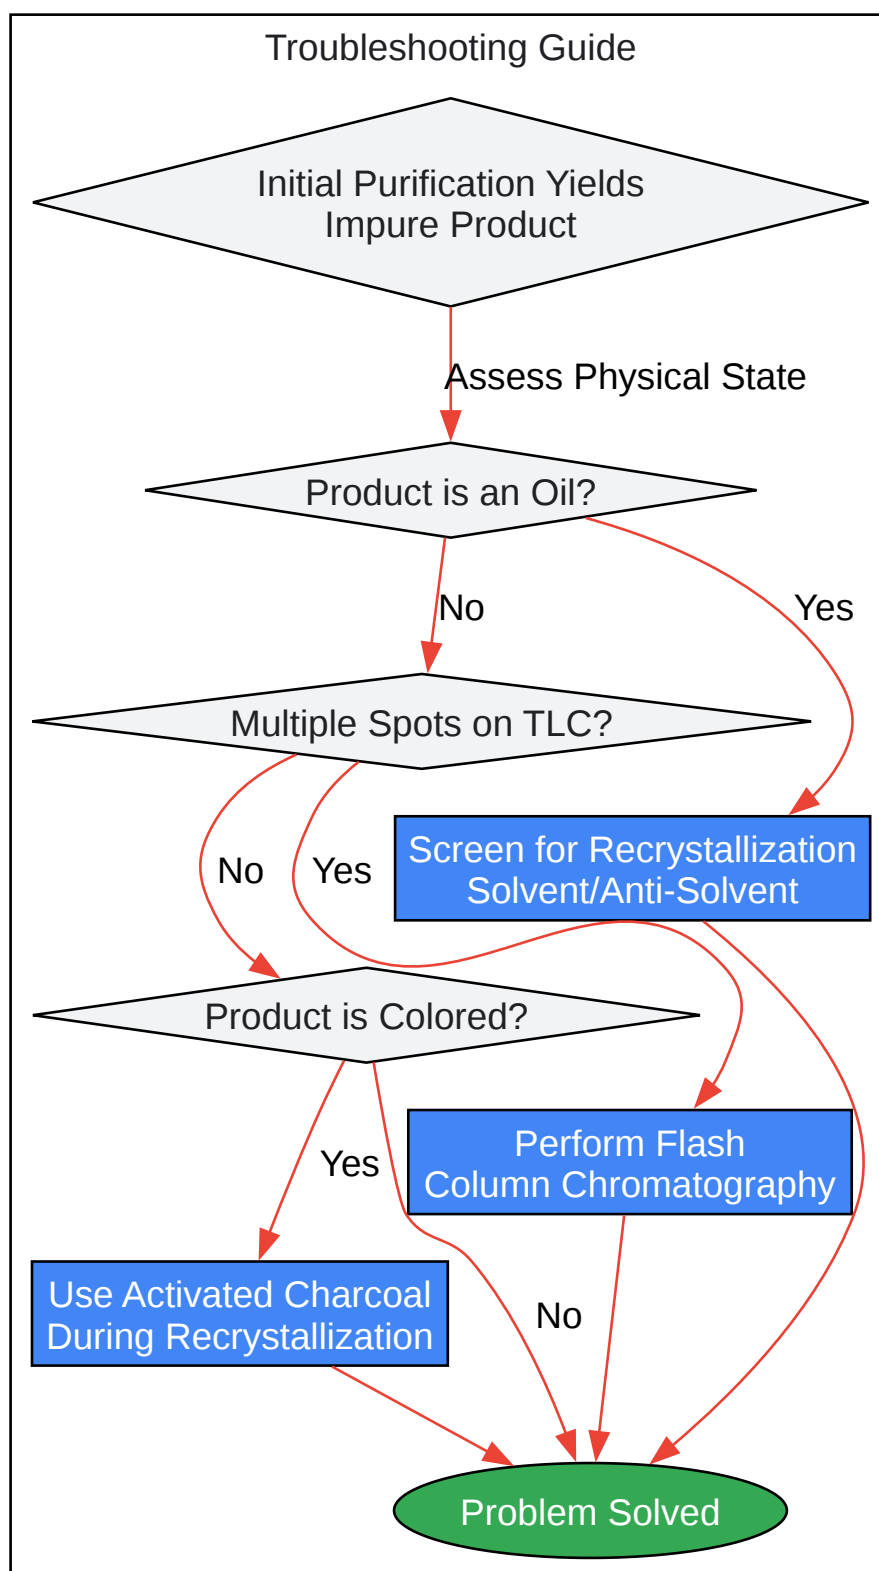 Troubleshooting Guide
Initial Purification Yields
Impure Product
Assess Physical State
Product is an Oil?
No
Yes
Multiple Spots on TLC?
No
Yes
Screen for Recrystallization
Solvent/Anti-Solvent
Product is Colored?
Yes
Perform Flash
Column Chromatography
Use Activated Charcoal
During Recrystallization
No
Problem Solved